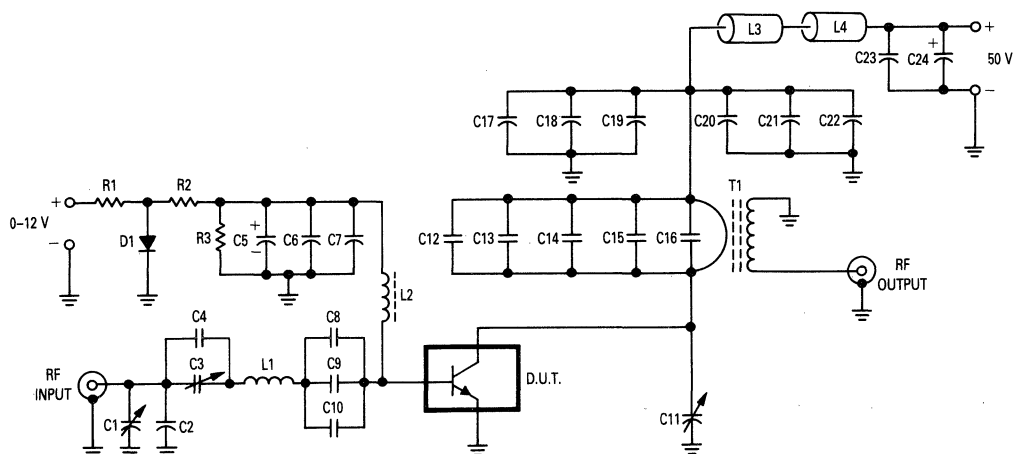 L3
L4
+
C23
+
C24
50 V
−
C17
C18
C19
C20
C21
C22
R1
R2
+
0–12 V
−
D1
R3
+
C5
−
C6
C7
C12
C13
C14
C15
C16
T1
RF
OUTPUT
L2
C4
C3
L1
C8
C9
C10
RF
INPUT
C1
C2
D.U.T.
C11